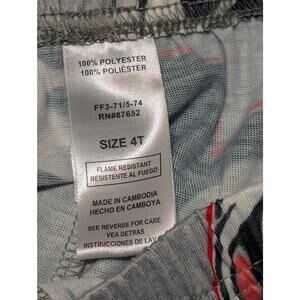 100% POLYESTER
100% POLIÉSTER
FF3-71/5-74
RN#87652
SIZE 4T
FLAME RESISTANT
RESISTENTE AL FUEGO
MADE IN CAMBODIA
HECHO EN CAMBOYA
SEE REVERSE FOR CARE
VEA DETRAS
INSTRUCCIONES DE LAV